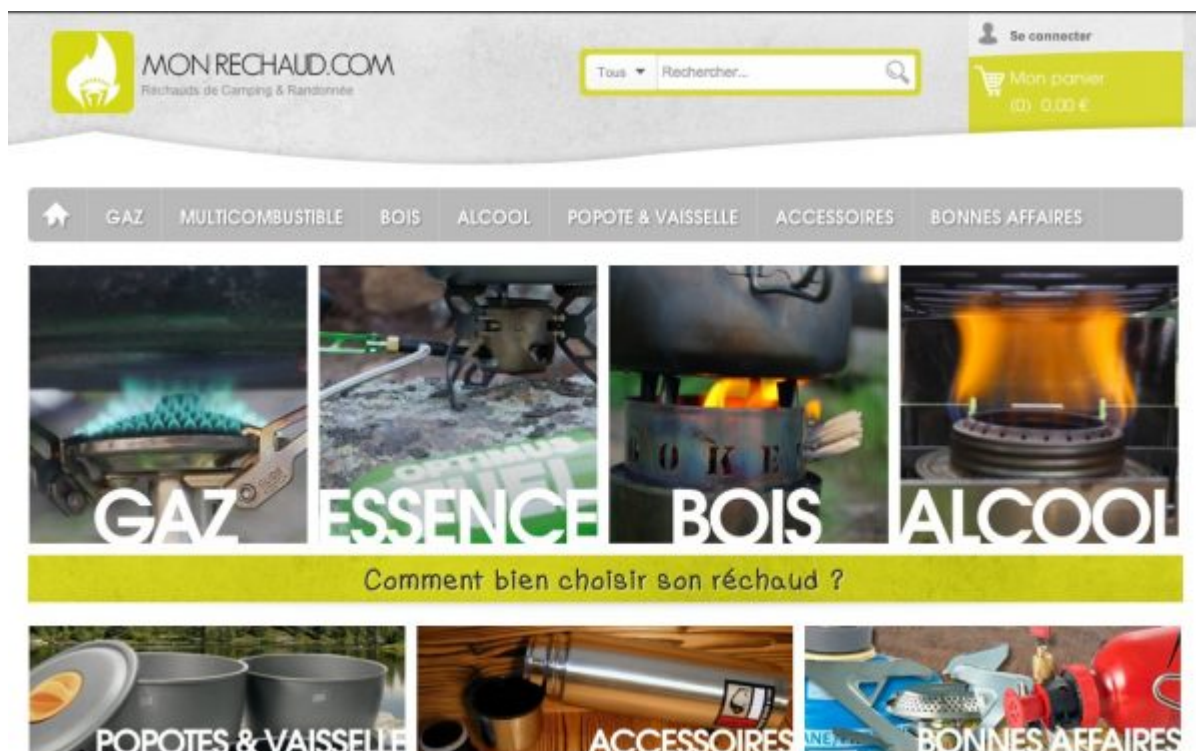 MON RECHAUD.COM
Réchauds de Camping & Randonnée
Tous
Rechercher...
Se connecter
Mon panier
(0) 0.00 €
GAZ
MULTICOMBUSTIBLE
BOIS
ALCOOL
POPOTE & VAISSELLE
ACCESSOIRES
BONNES AFFAIRES
OPTIMUS
FUEL
GAZ
ESSENCE
BOIS
ALCOOL
Comment bien choisir son réchaud ?
POPOTES & VAISSELLE
ACCESSOIRES
BONNES AFFAIRES